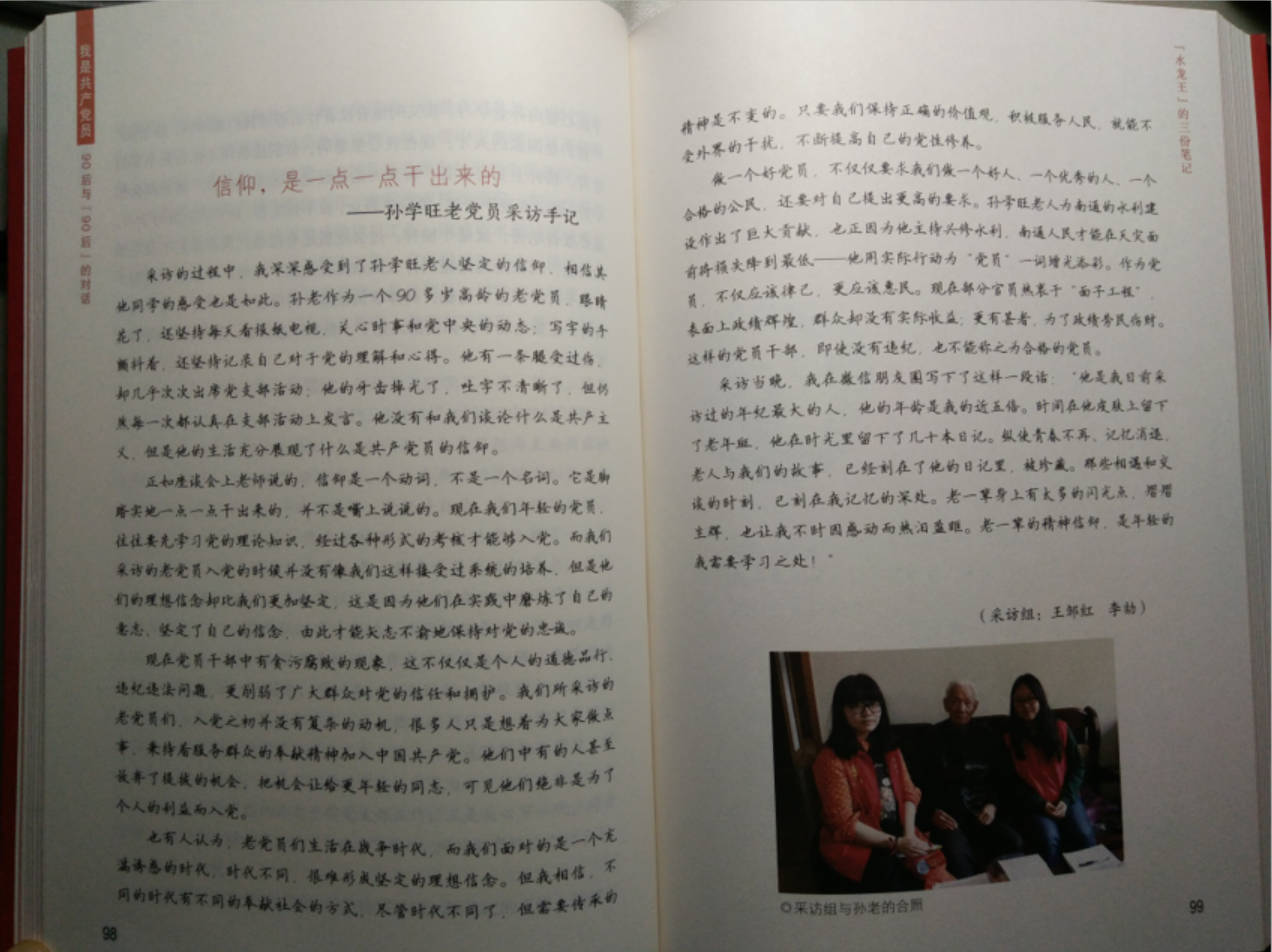 我是共产党员 90后与「90后」的对话
信仰，是一点一点干出来的
——孙学旺老党员采访手记
采访的过程中，我深深感受到了孙学旺老人坚定的信仰，相信其
他同学的感受也是如此。孙老作为一个90多岁高龄的老党员，眼睛
花了，还坚持每天看报纸电视，关心时事和党中央的动态；写字的手
颤抖着，还坚持记录自己对于党的理解和心得。他有一条腿受过伤，
却几乎次次出席党支部活动；他的牙齿掉光了，吐字不清晰了，但仍
然每一次都认真在支部活动上发言。他没有和我们谈论什么是共产主
义，但是他的生活充分展现了什么是共产党员的信仰。
正如座谈会上老师说的，信仰是一个动词，不是一个名词。它是脚
踏实地一点一点干出来的，并不是嘴上说说的。现在我们年轻的党员，
往往要先学习党的理论知识，经过各种形式的考核才能够入党。而我们
采访的老党员入党的时候并没有像我们这样接受过系统的培养，但是他
们的理想信念却比我们更加坚定，这是因为他们在实践中磨炼了自己的
意志、坚定了自己的信念，由此才能矢志不渝地保持对党的忠诚。
现在党员干部中有贪污腐败的现象，这不仅仅是个人的道德品行、
违纪违法问题，更削弱了广大群众对党的信任和拥护。我们所采访的
老党员们，入党之初并没有复杂的动机，很多人只是想着为大家做点
事，秉持着服务群众的奉献精神加入中国共产党。他们中有的人甚至
放弃了提拔的机会，把机会让给更年轻的同志，可见他们绝非是为了
个人的利益而入党。
也有人认为，老党员们生活在战争时代，而我们面对的是一个充
满诱惑的时代，时代不同，很难形成坚定的理想信念。但我相信，不
同的时代有不同的奉献社会的方式，尽管时代不同了，但需要传承的
98
「水龙王」的三份笔记
精神是不变的。只要我们保持正确的价值观，积极服务人民，就能不
受外界的干扰，不断提高自己的党性修养。
做一个好党员，不仅仅要求我们做一个好人、一个优秀的人、一个
合格的公民，还要对自己提出更高的要求。孙学旺老人为南通的水利建
设作出了巨大贡献，也正因为他主持兴修水利，南通人民才能在天灾面
前将损失降到最低——他用实际行动为“党员”一词增光添彩。作为党
员，不仅应该律己，更应该惠民。现在部分官员热衷于“面子工程”，
表面上政绩辉煌，群众却没有实际收益；更有甚者，为了政绩劳民伤财。
这样的党员干部，即使没有违纪，也不能称之为合格的党员。
采访当晚，我在微信朋友圈写下了这样一段话：“他是我目前采
访过的年纪最大的人，他的年龄是我的近五倍。时间在他皮肤上留下
了老年斑，他在时光里留下了几十本日记。纵使青春不再、记忆消退，
老人与我们的故事，已经刻在了他的日记里，被珍藏。那些相遇和交
谈的时刻，已刻在我记忆的深处。老一辈身上有太多的闪光点，熠熠
生辉，也让我不时因感动而热泪盈眶。老一辈的精神信仰，是年轻的
我需要学习之处！”
（采访组：王邹红 李劼）
◎采访组与孙老的合照
99